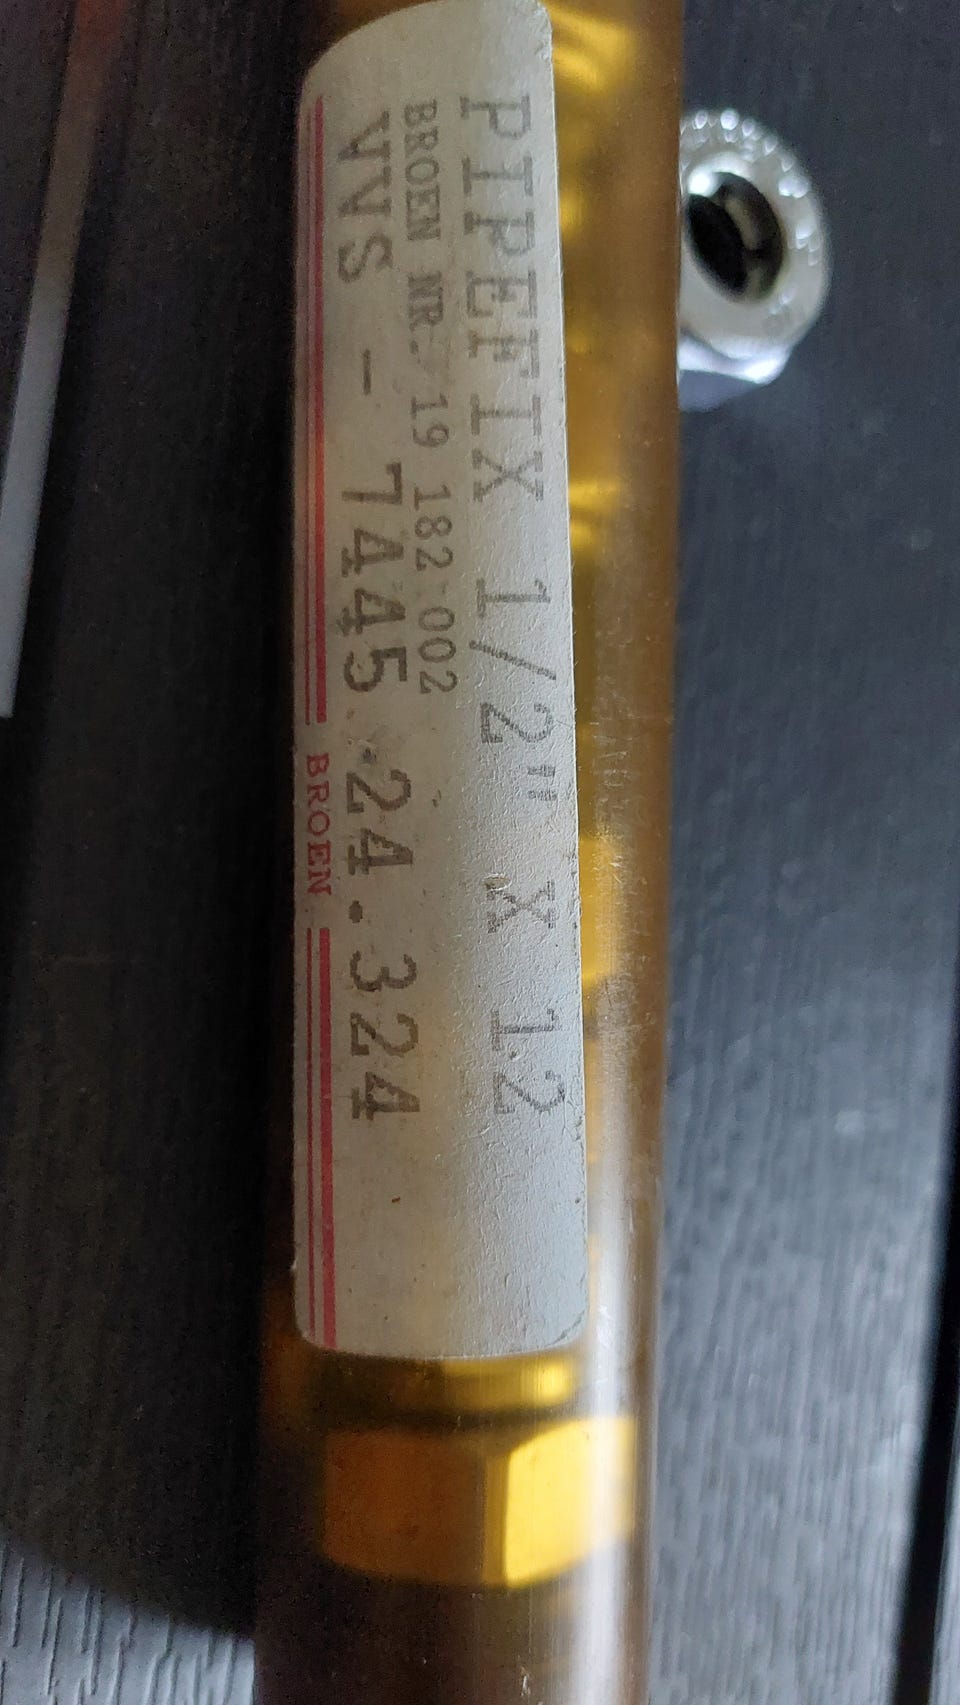 PIPEFIX 1/2" x 12
BROEN NR. 19 182.002
VVS - 7445.24.324
BROEN